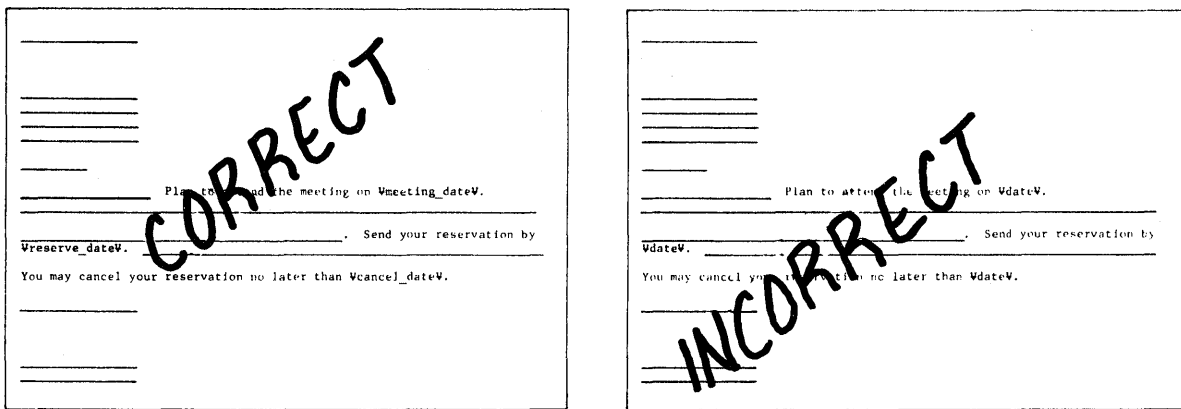 Plan to the meeting on ¥meeting_date¥.
. Send your reservation by
¥reserve_date¥.
You may cancel your reservation no later than ¥cancel_date¥.
CORRECT
Plan to attend the meeting on ¥date¥.
. Send your reservation by
¥date¥.
You may cancel your reservation no later than ¥date¥.
INCORRECT